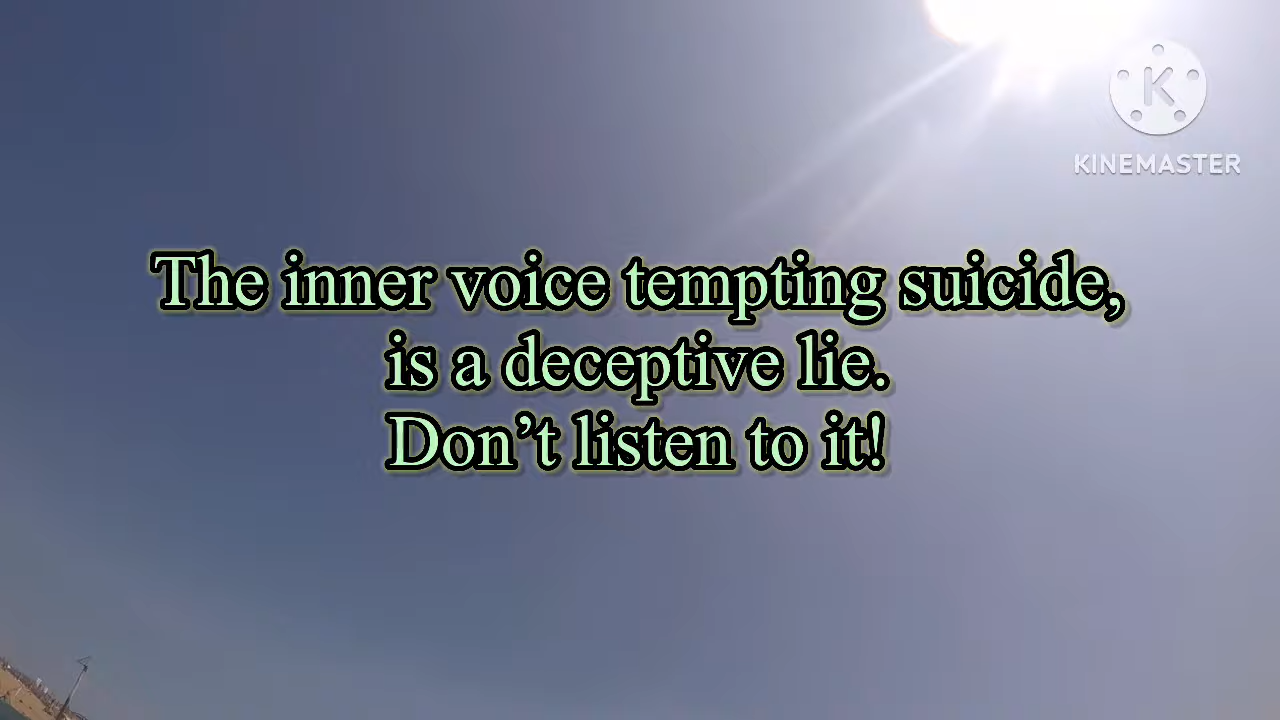 KINEMASTER
The inner voice tempting suicide,
is a deceptive lie.
Don’t listen to it!